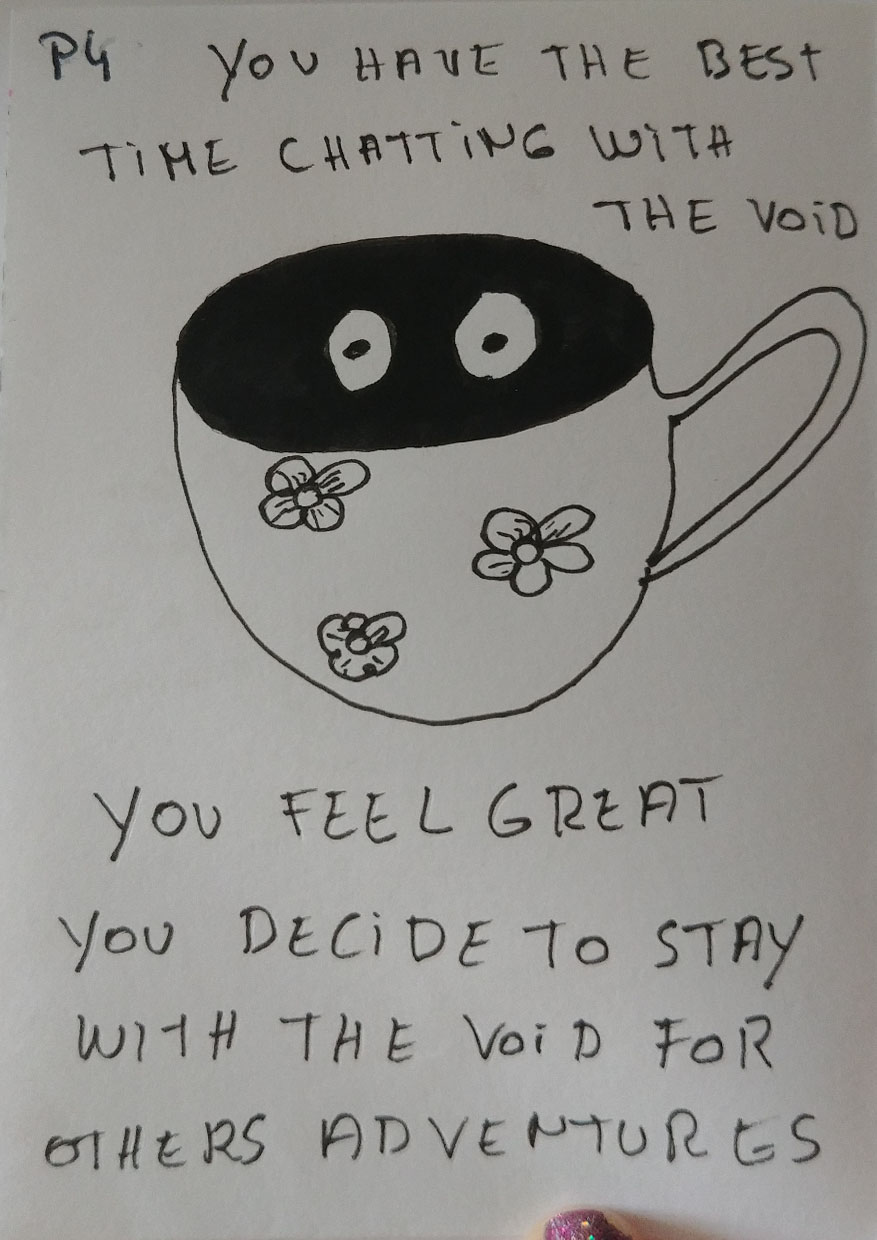 P4 YOU HAVE THE BEST
TiME CHATTiNG WiTH
THE VOiD
YOU FEEL GREAT
YOU DECiDE TO STAY
WITH THE VOiD FOR
OTHERS ADVENTURES